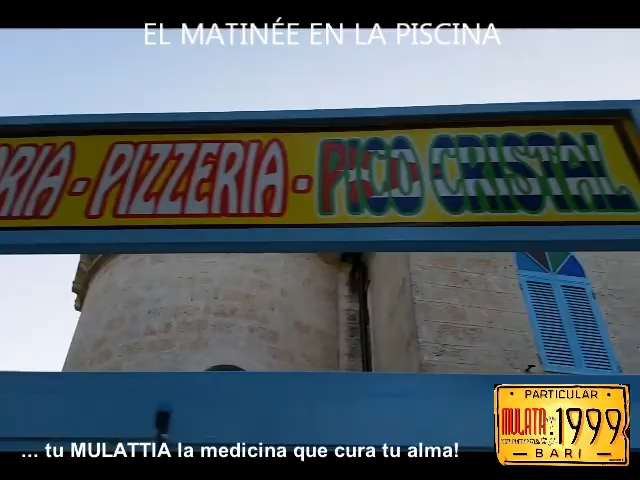 EL MATINÉE EN LA PISCINA
RIA - PIZZERIA - PICO CRISTAL
PARTICULAR
MULATA 1999
BARI
... tu MULATTIA la medicina que cura tu alma!